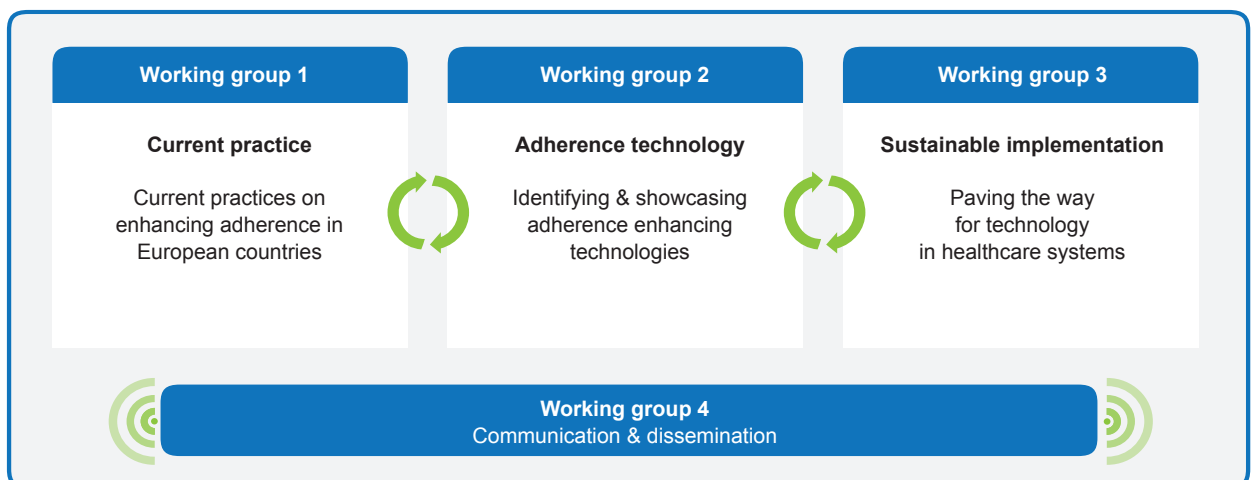 Working group 1
Current practice
Current practices on
enhancing adherence in
European countries
Working group 2
Adherence technology
Identifying & showcasing
adherence enhancing
technologies
Working group 3
Sustainable implementation
Paving the way
for technology
in healthcare systems
Working group 4
Communication & dissemination